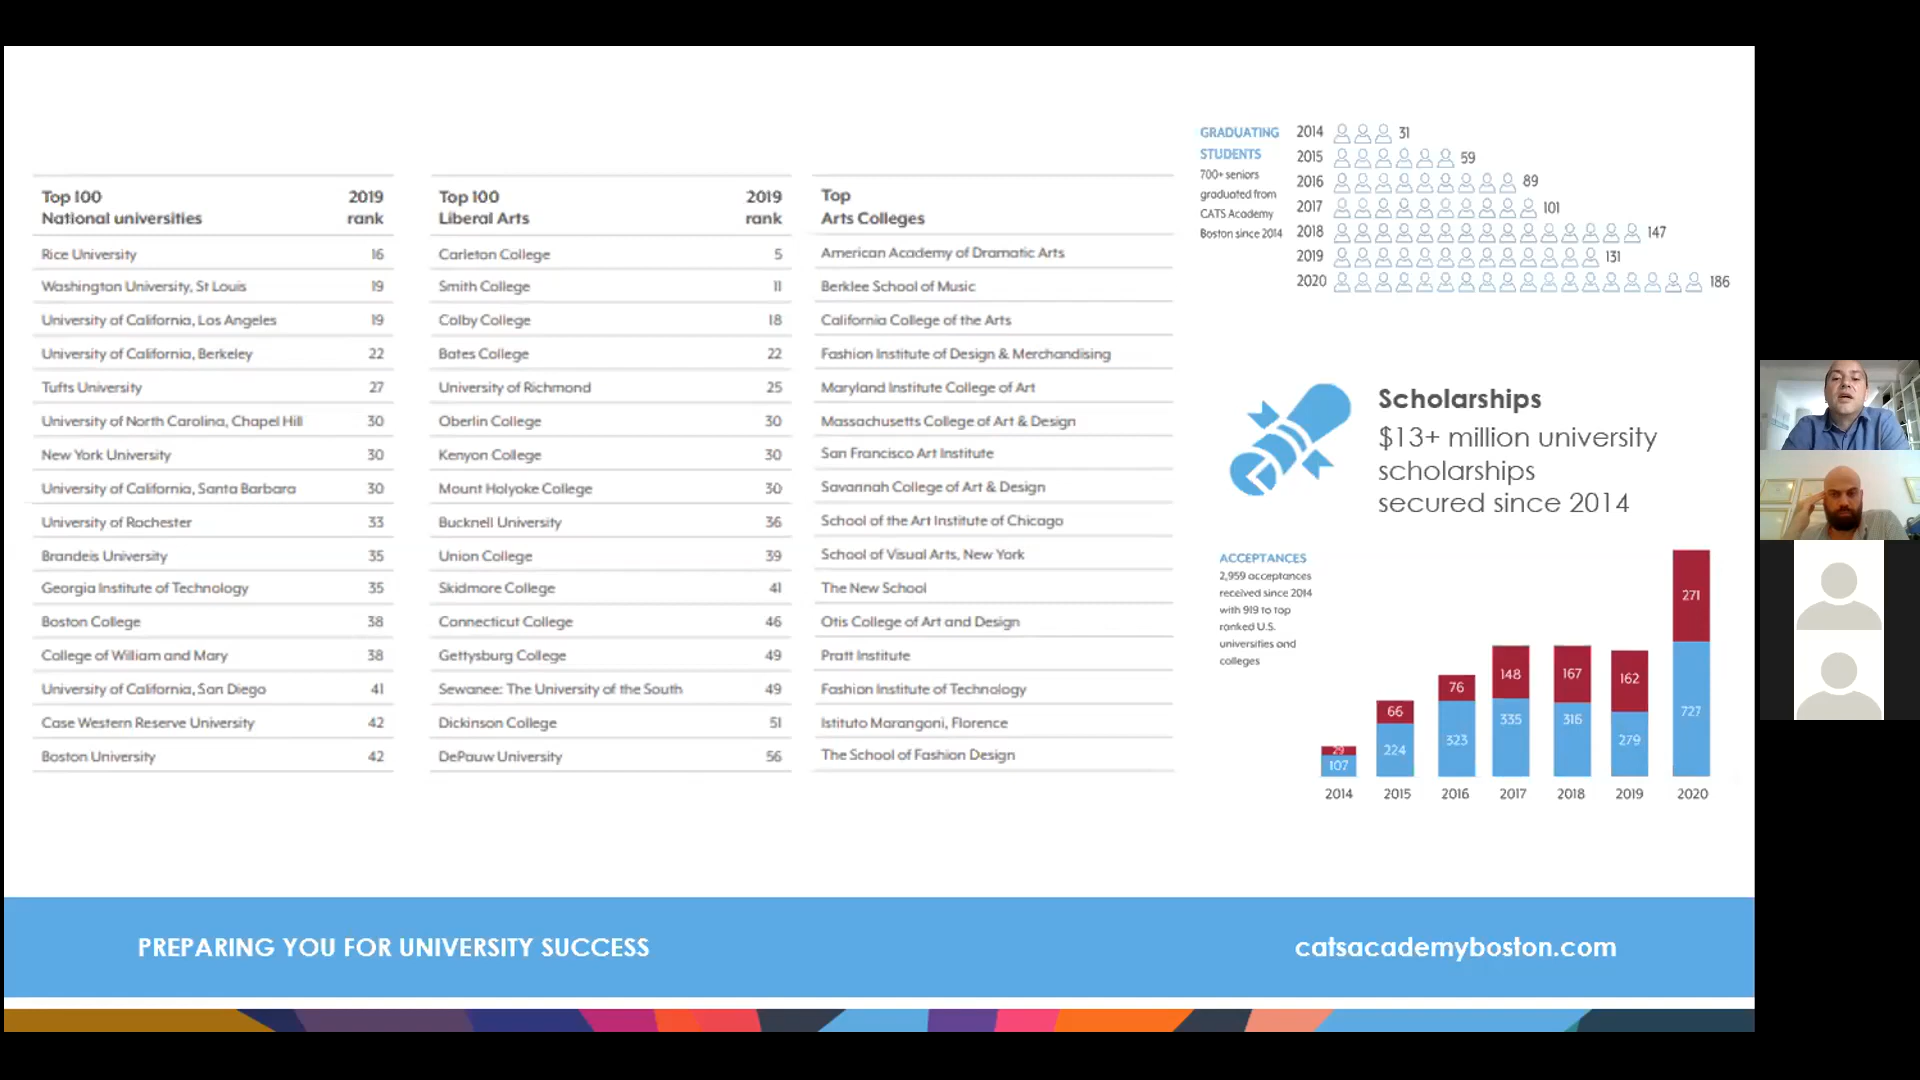 Top 100 2019
National universities rank
Rice University 16
Washington University, St Louis 19
University of California, Los Angeles 19
University of California, Berkeley 22
Tufts University 27
University of North Carolina, Chapel Hill 30
New York University 30
University of California, Santa Barbara 30
University of Rochester 33
Brandeis University 35
Georgia Institute of Technology 35
Boston College 38
College of William and Mary 38
University of California, San Diego 41
Case Western Reserve University 42
Boston University 42
Top 100 2019
Liberal Arts rank
Carleton College 5
Smith College 11
Colby College 18
Bates College 22
University of Richmond 25
Oberlin College 30
Kenyon College 30
Mount Holyoke College 30
Bucknell University 36
Union College 39
Skidmore College 41
Connecticut College 46
Gettysburg College 49
Sewanee: The University of the South 49
Dickinson College 51
DePauw University 56
Top
Arts Colleges
American Academy of Dramatic Arts
Berklee School of Music
California College of the Arts
Fashion Institute of Design & Merchandising
Maryland Institute College of Art
Massachusetts College of Art & Design
San Francisco Art Institute
Savannah College of Art & Design
School of the Art Institute of Chicago
School of Visual Arts, New York
The New School
Otis College of Art and Design
Pratt Institute
Fashion Institute of Technology
Istituto Marangoni, Florence
The School of Fashion Design
GRADUATING
STUDENTS
700+ seniors
graduated from
CATS Academy
Boston since 2014
2014 31
2015 59
2016 89
2017 101
2018 147
2019 131
2020 186
Scholarships
$13+ million university
scholarships
secured since 2014
ACCEPTANCES
2,959 acceptances
received since 2014
with 919 to top
ranked U.S.
universities and
colleges
29 66 76 148 167 162 271
107 224 323 335 316 279 727
2014 2015 2016 2017 2018 2019 2020
PREPARING YOU FOR UNIVERSITY SUCCESS
catsacademyboston.com